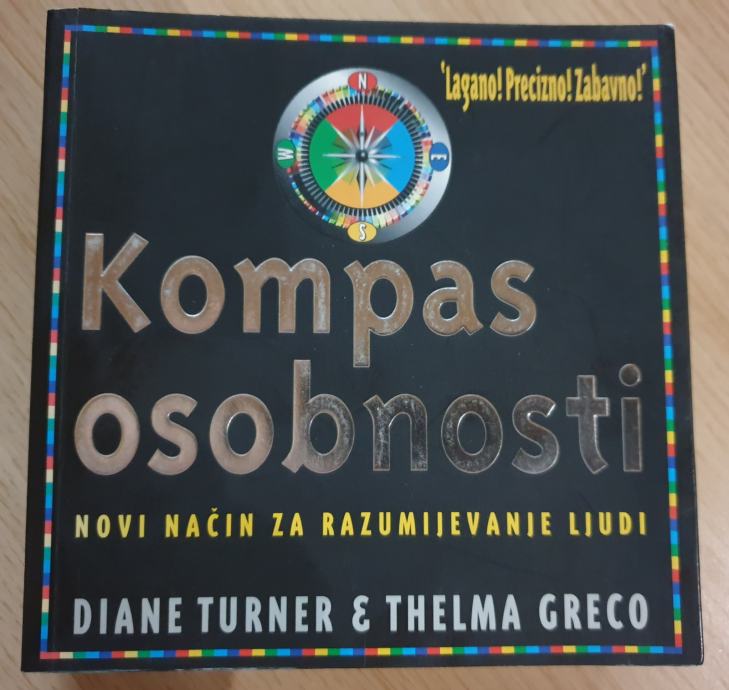 'Lagano! Precizno! Zabavno!'
N
W
E
S
Kompas
osobnosti
NOVI NAČIN ZA RAZUMIJEVANJE LJUDI
DIANE TURNER & THELMA GRECO